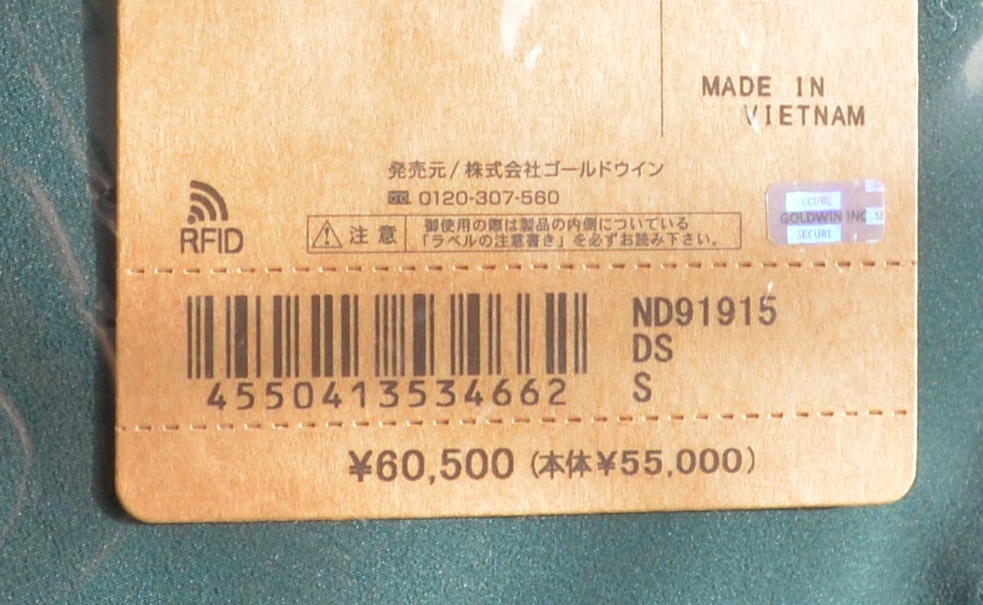 MADE IN
VIETNAM
発売元/株式会社ゴールドウイン
0120-307-560
RFID
注意
御使用の際は製品の内側についている
「ラベルの注意書き」を必ずお読み下さい。
ECURE
GOLDWIN INC SE
SECURE
ND91915
DS
S
4550413534662
¥60,500 (本体¥55,000)